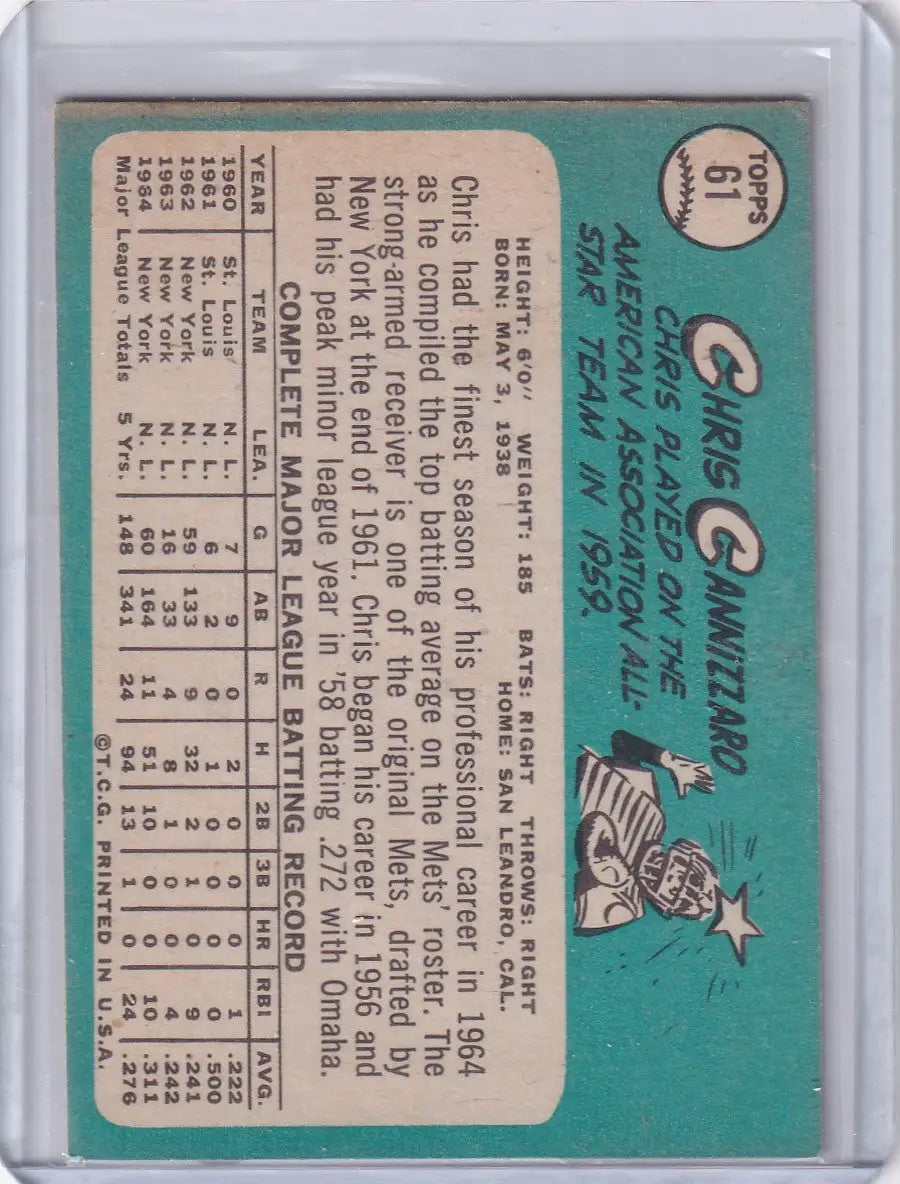 TOPPS
61
CHRIS CANNIZZARO
CHRIS PLAYED ON THE
AMERICAN ASSOCIATION ALL-
STAR TEAM IN 1959.
HEIGHT: 6'0" WEIGHT: 185 BATS: RIGHT THROWS: RIGHT
BORN: MAY 3, 1938 HOME: SAN LEANDRO, CAL.
Chris had the finest season of his professional career in 1964
as he compiled the top batting average on the Mets' roster. The
strong-armed receiver is one of the original Mets, drafted by
New York at the end of 1961. Chris began his career in 1956 and
had his peak minor league year in '58 batting .272 with Omaha.
COMPLETE MAJOR LEAGUE BATTING RECORD
YEAR TEAM LEA. G AB R H 2B 3B HR RBI AVG.
1960 St. Louis N. L. 7 9 0 2 0 0 0 1 .222
1961 St. Louis N. L. 6 2 0 1 0 0 0 0 .500
1962 New York N. L. 59 133 9 32 2 1 0 9 .241
1963 New York N. L. 16 33 4 8 1 0 0 4 .242
1964 New York N. L. 60 164 11 51 10 0 0 10 .311
Major League Totals 5 Yrs. 148 341 24 94 13 1 0 24 .276
©T.C.G. PRINTED IN U.S.A.